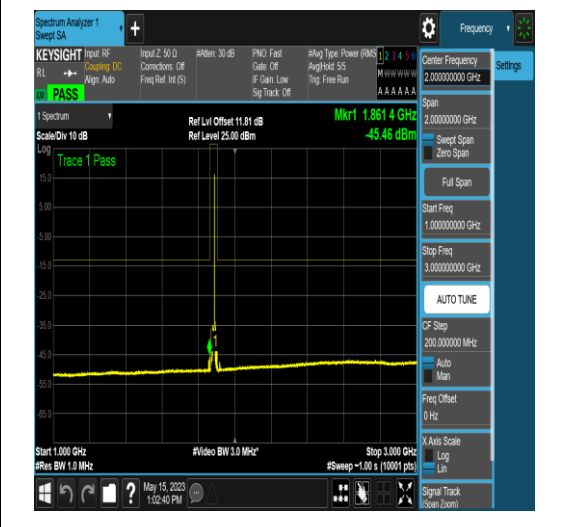 Spectrum Analyzer 1
Swept SA
Frequency
KEYSIGHT
RL
Input: RF
Coupling: DC
Align: Auto
Input Z: 50 Ω
Corrections: Off
Freq Ref: Int (S)
#Atten: 30 dB
PNO: Fast
Gate: Off
IF Gain: Low
Sig Track: Off
#Avg Type: Power (RMS
Avg|Hold: 5/5
Trig: Free Run
1 2 3 4 5 6
M W W W W W
A A A A A A
PASS
1 Spectrum
Scale/Div 10 dB
Ref Lvl Offset 11.81 dB
Ref Level 25.00 dBm
Mkr1 1.861 4 GHz
-45.46 dBm
Log
Trace 1 Pass
15.0
5.00
-5.00
-15.0
-25.0
-35.0
-45.0
-55.0
-65.0
1
Start 1.000 GHz
#Res BW 1.0 MHz
#Video BW 3.0 MHz*
Stop 3.000 GHz
#Sweep ~1.00 s (10001 pts)
May 15, 2023
1:02:40 PM
Center Frequency
2.000000000 GHz
Span
2.00000000 GHz
Swept Span
Zero Span
Full Span
Start Freq
1.000000000 GHz
Stop Freq
3.000000000 GHz
AUTO TUNE
CF Step
200.000000 MHz
Auto
Man
Freq Offset
0 Hz
X Axis Scale
Log
Lin
Signal Track
(Span Zoom)
Settings